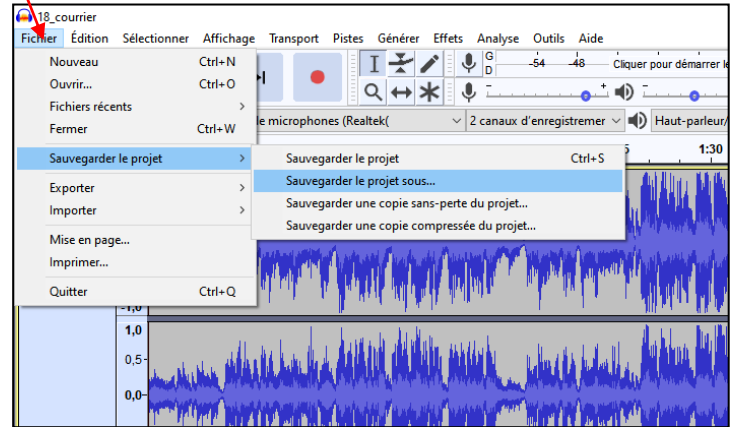 18_courrier
Fichier Édition Sélectionner Affichage Transport Pistes Générer Effets Analyse Outils Aide
Nouveau Ctrl+N
Ouvrir... Ctrl+O
Fichiers récents >
Fermer Ctrl+W
Sauvegarder le projet >
Exporter >
Importer >
Mise en page...
Imprimer...
Quitter Ctrl+Q
Sauvegarder le projet Ctrl+S
Sauvegarder le projet sous...
Sauvegarder une copie sans-perte du projet...
Sauvegarder une copie compressée du projet...
G
D
-54 -48 Cliquer pour démarrer
microphones (Realtek( 2 canaux d'enregistremer Haut-parleur/
1:30
-1,0
1,0
0,5-
0,0-